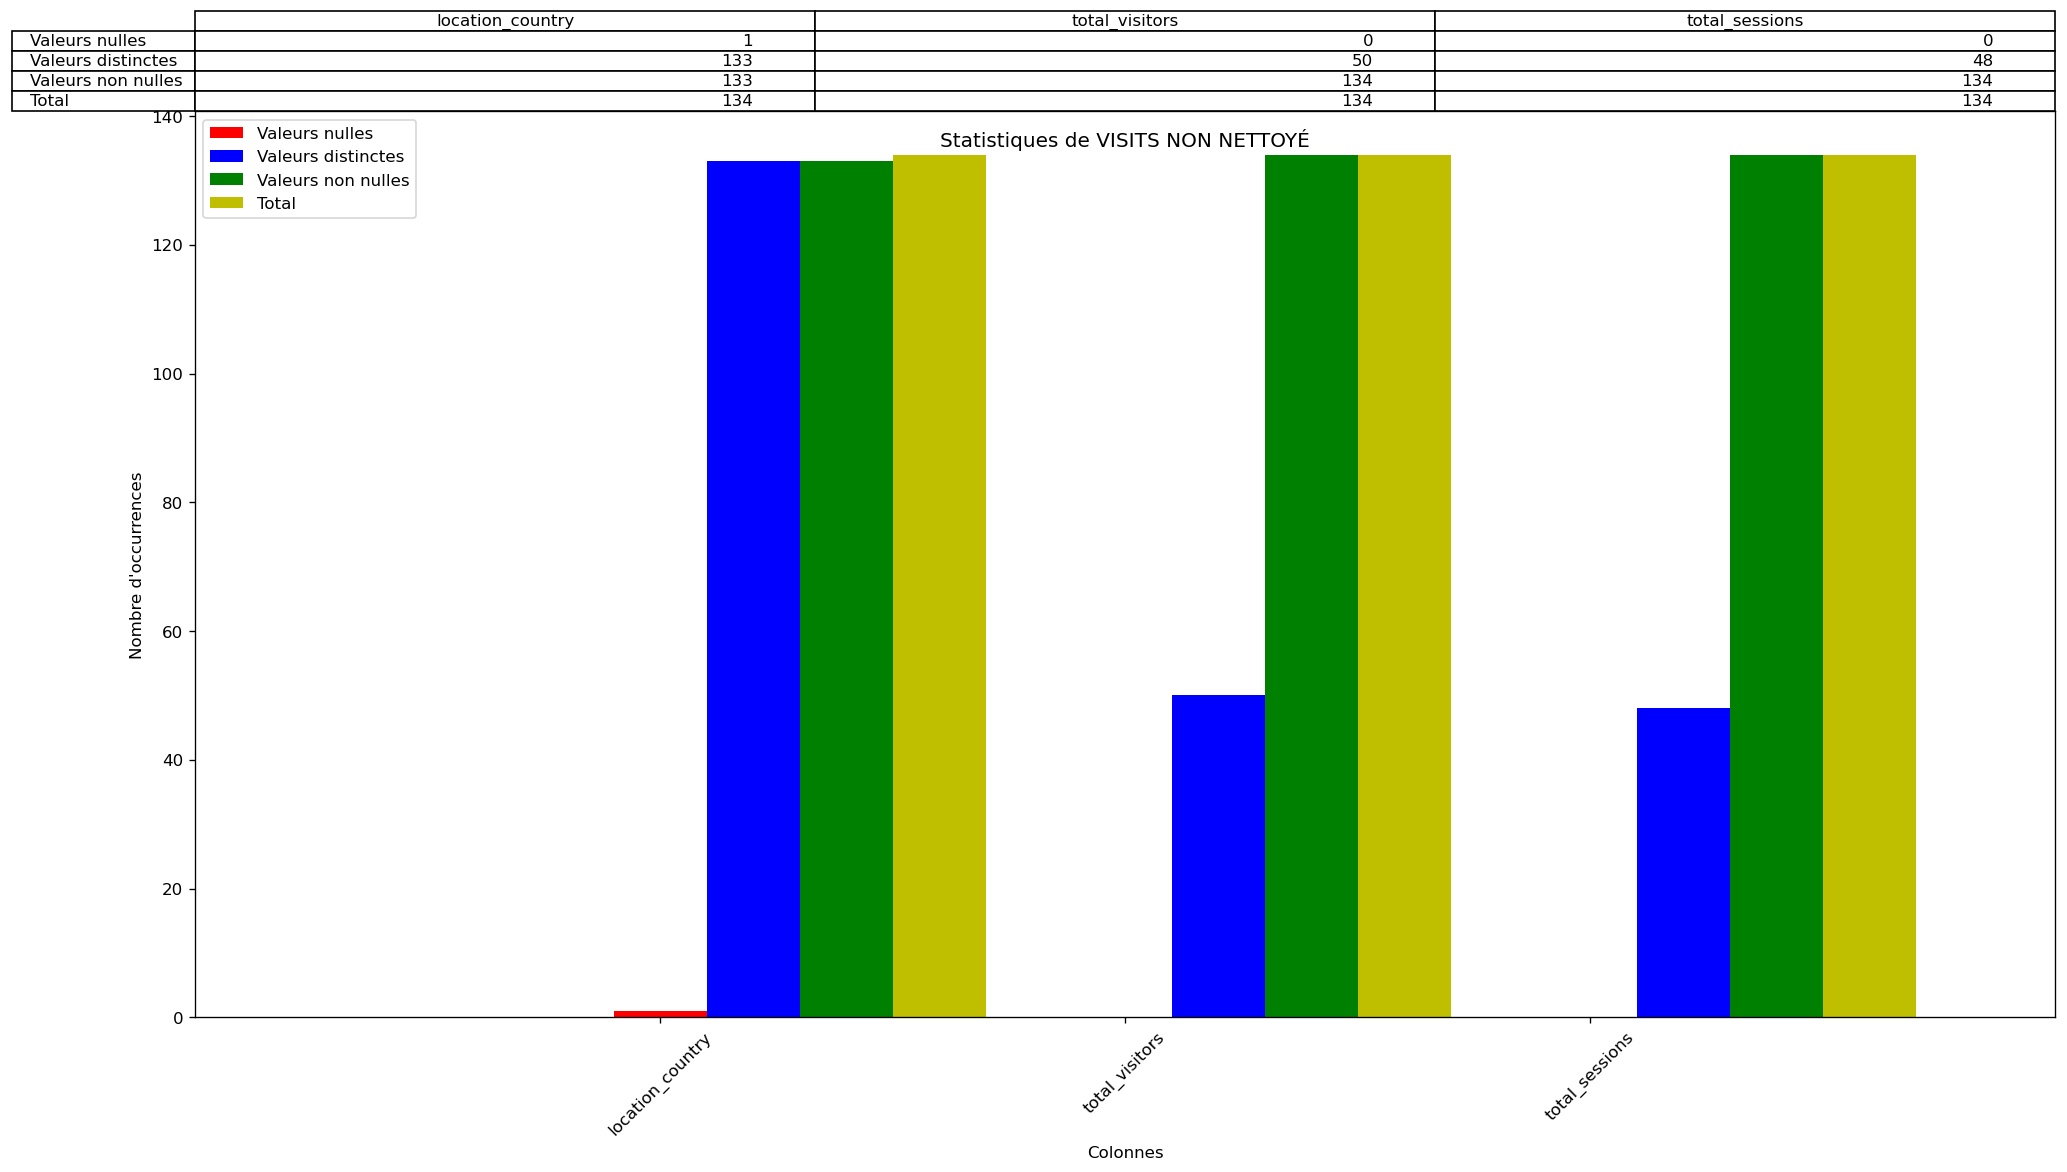 location_country total_visitors total_sessions
Valeurs nulles 1 0 0
Valeurs distinctes 133 50 48
Valeurs non nulles 133 134 134
Total 134 134 134
Statistiques de VISITS NON NETTOYÉ
Valeurs nulles
Valeurs distinctes
Valeurs non nulles
Total
140
120
100
80
60
40
20
0
Nombre d'occurrences
location_country
total_visitors
total_sessions
Colonnes